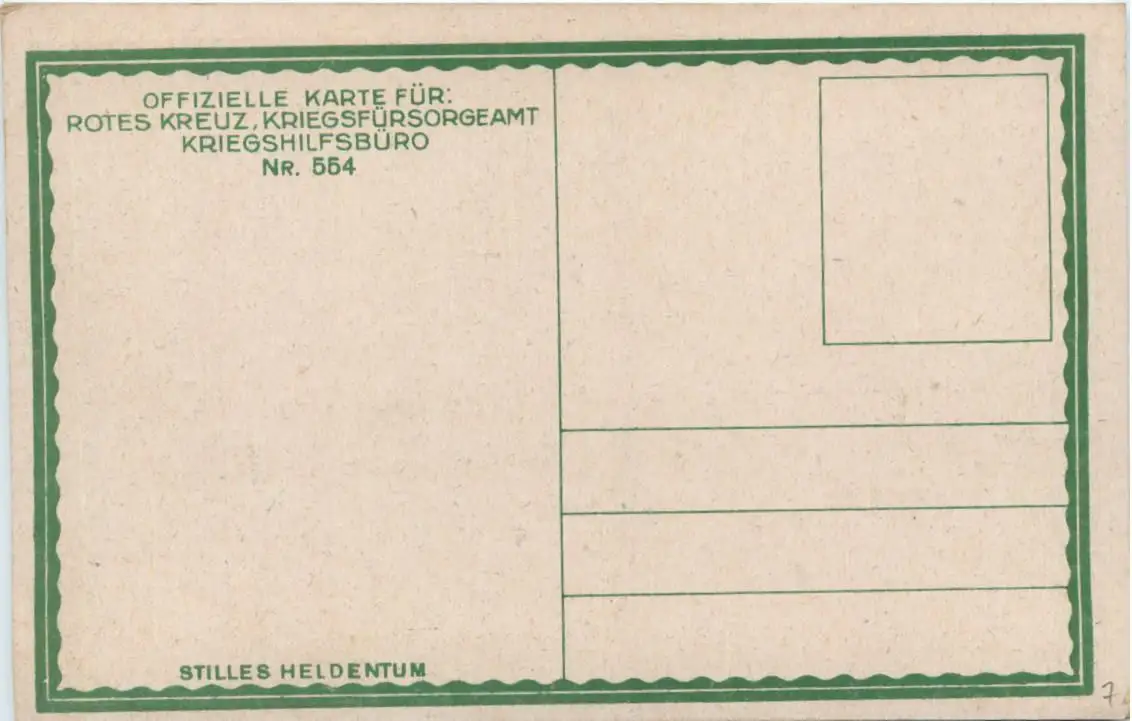 OFFIZIELLE KARTE FÜR:
ROTES KREUZ, KRIEGSFÜRSORGEAMT
KRIEGSHILFSBÜRO
NR. 554
STILLES HELDENTUM
7